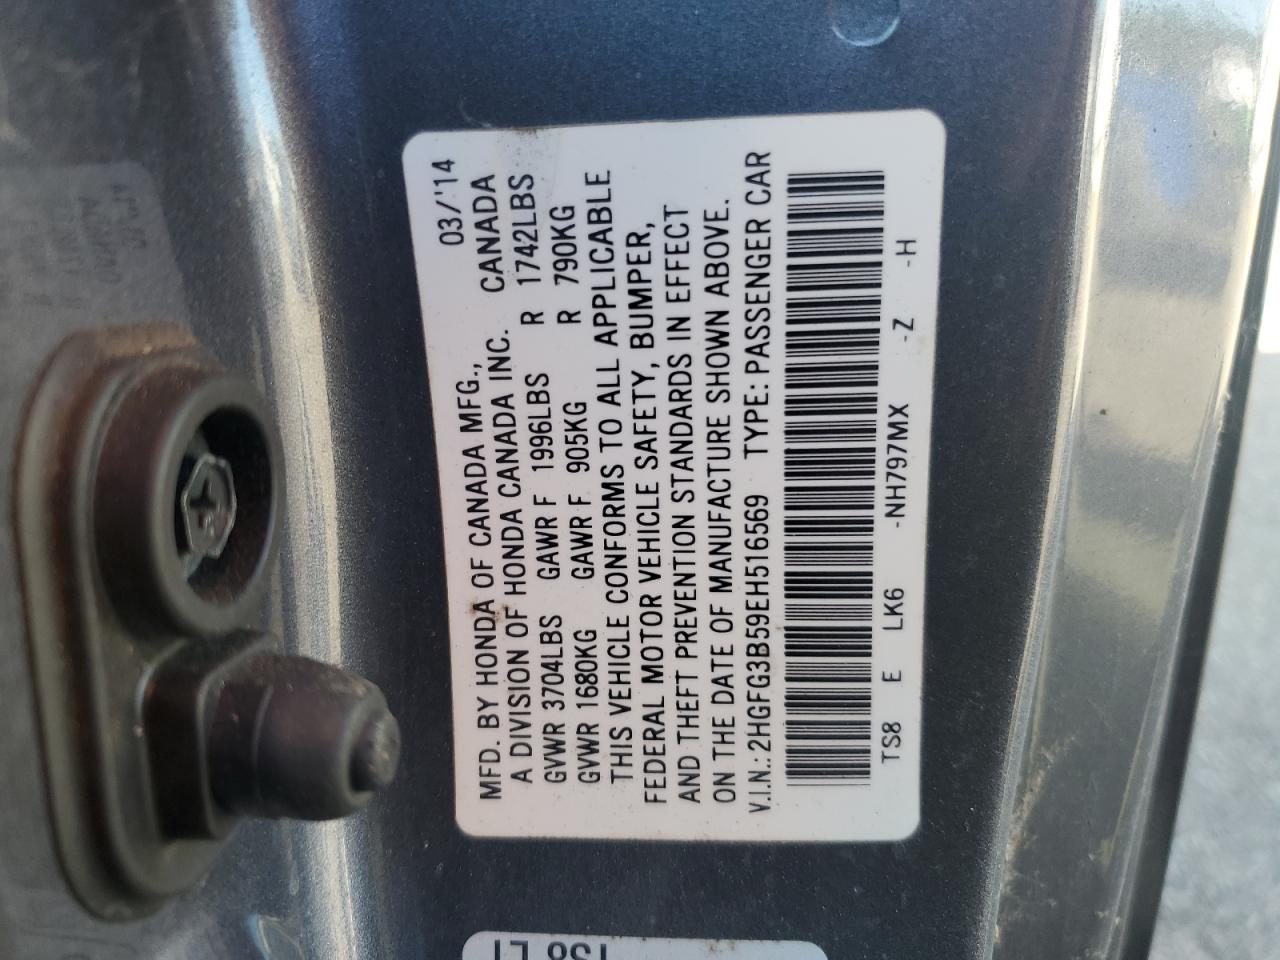 03/'14
MFD. BY HONDA OF CANADA MFG.,
A DIVISION OF HONDA CANADA INC. CANADA
GVWR 3704LBS GAWR F 1996LBS R 1742LBS
GVWR 1680KG GAWR F 905KG R 790KG
THIS VEHICLE CONFORMS TO ALL APPLICABLE
FEDERAL MOTOR VEHICLE SAFETY, BUMPER,
AND THEFT PREVENTION STANDARDS IN EFFECT
ON THE DATE OF MANUFACTURE SHOWN ABOVE.
V.I.N.: 2HGFG3B59EH516569 TYPE: PASSENGER CAR
TS8 E LK6 -NH797MX -Z -H